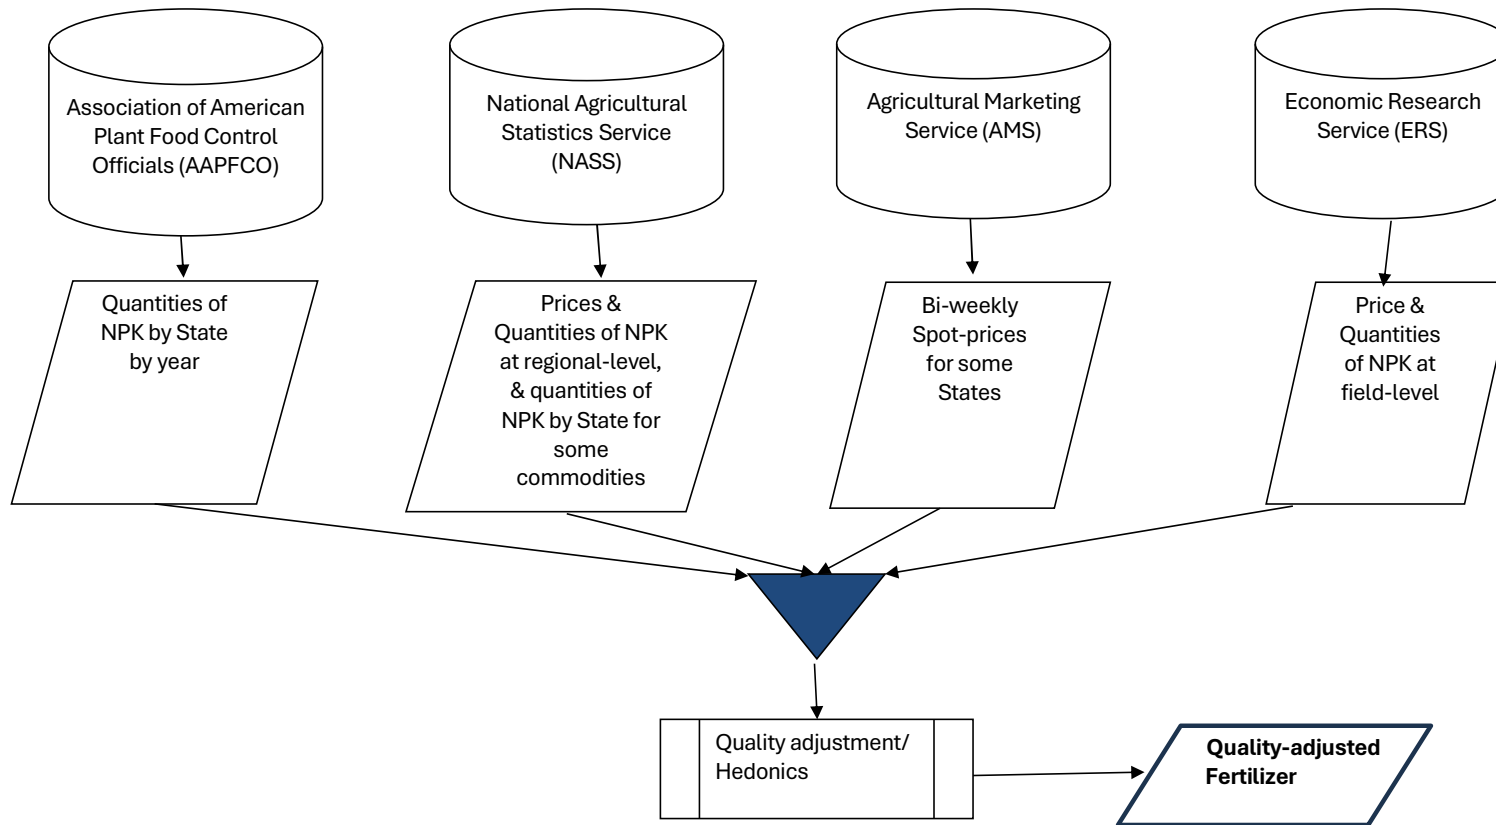 Association of American
Plant Food Control
Officials (AAPFCO)
National Agricultural
Statistics Service
(NASS)
Agricultural Marketing
Service (AMS)
Economic Research
Service (ERS)
Quantities of
NPK by State
by year
Prices &
Quantities of NPK
at regional-level,
& quantities of
NPK by State for
some
commodities
Bi-weekly
Spot-prices
for some
States
Price &
Quantities
of NPK at
field-level
Quality adjustment/
Hedonics
Quality-adjusted
Fertilizer